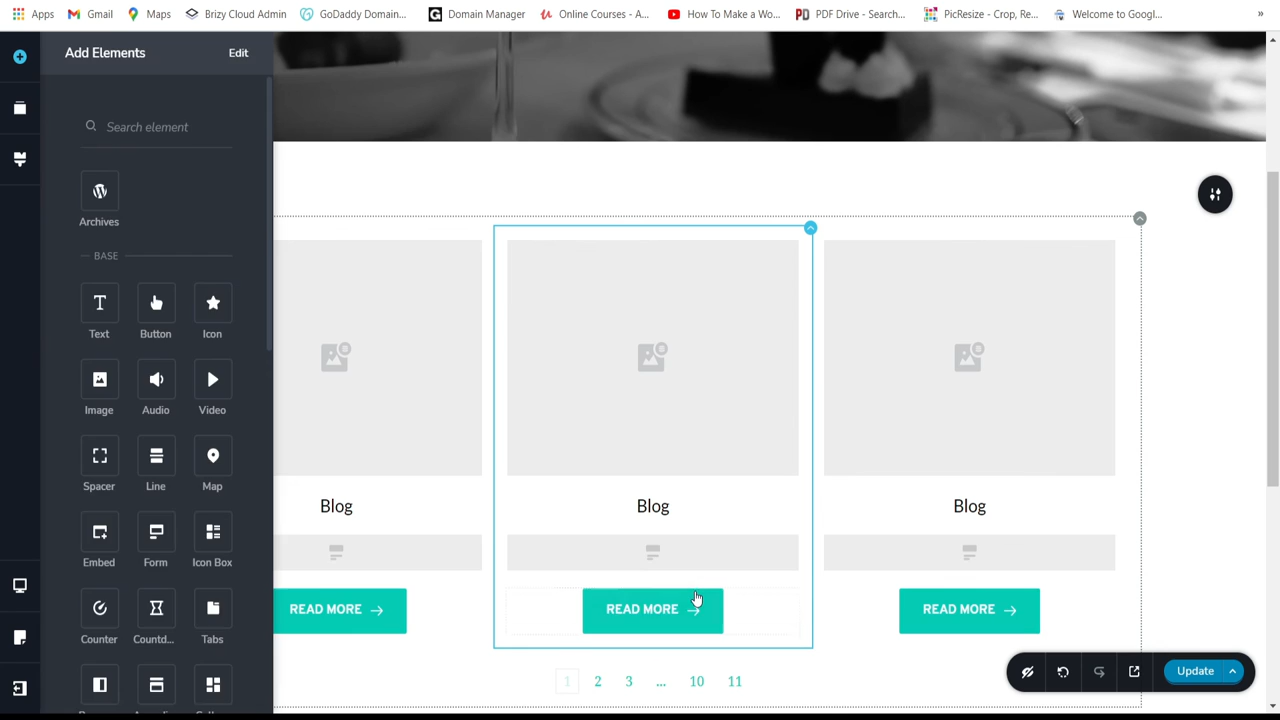 Apps
Gmail
Maps
Brizy Cloud Admin
GoDaddy Domain...
Domain Manager
Online Courses - A...
How To Make a Wo...
PDF Drive - Search...
PicResize - Crop, Re...
Welcome to Googl...
»
Add Elements
Edit
Search element
Archives
BASE
Text
Button
Icon
Image
Audio
Video
Spacer
Line
Map
Embed
Form
Icon Box
Counter
Countd...
Tabs
Blog
Blog
Blog
READ MORE →
READ MORE →
READ MORE →
1 2 3 ... 10 11
Update